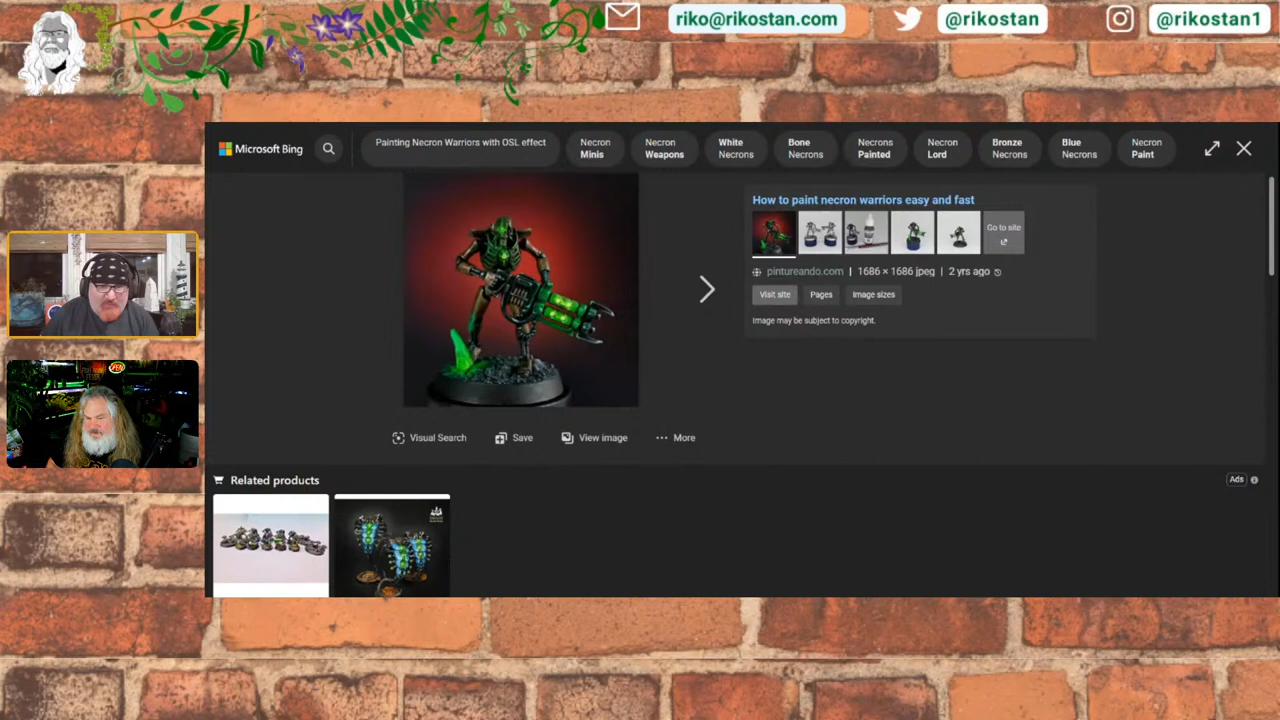 riko@rikostan.com
@rikostan
@rikostan1
Microsoft Bing
Painting Necron Warriors with OSL effect
Necron Minis
Necron Weapons
White Necrons
Bone Necrons
Necrons Painted
Necron Lord
Bronze Necrons
Blue Necrons
Necron Paint
How to paint necron warriors easy and fast
Go to site
pintureando.com | 1686 × 1686 jpeg | 2 yrs ago
Visit site
Pages
Image sizes
Image may be subject to copyright.
Visual Search
Save
View image
More
Related products
Ads
OPEN